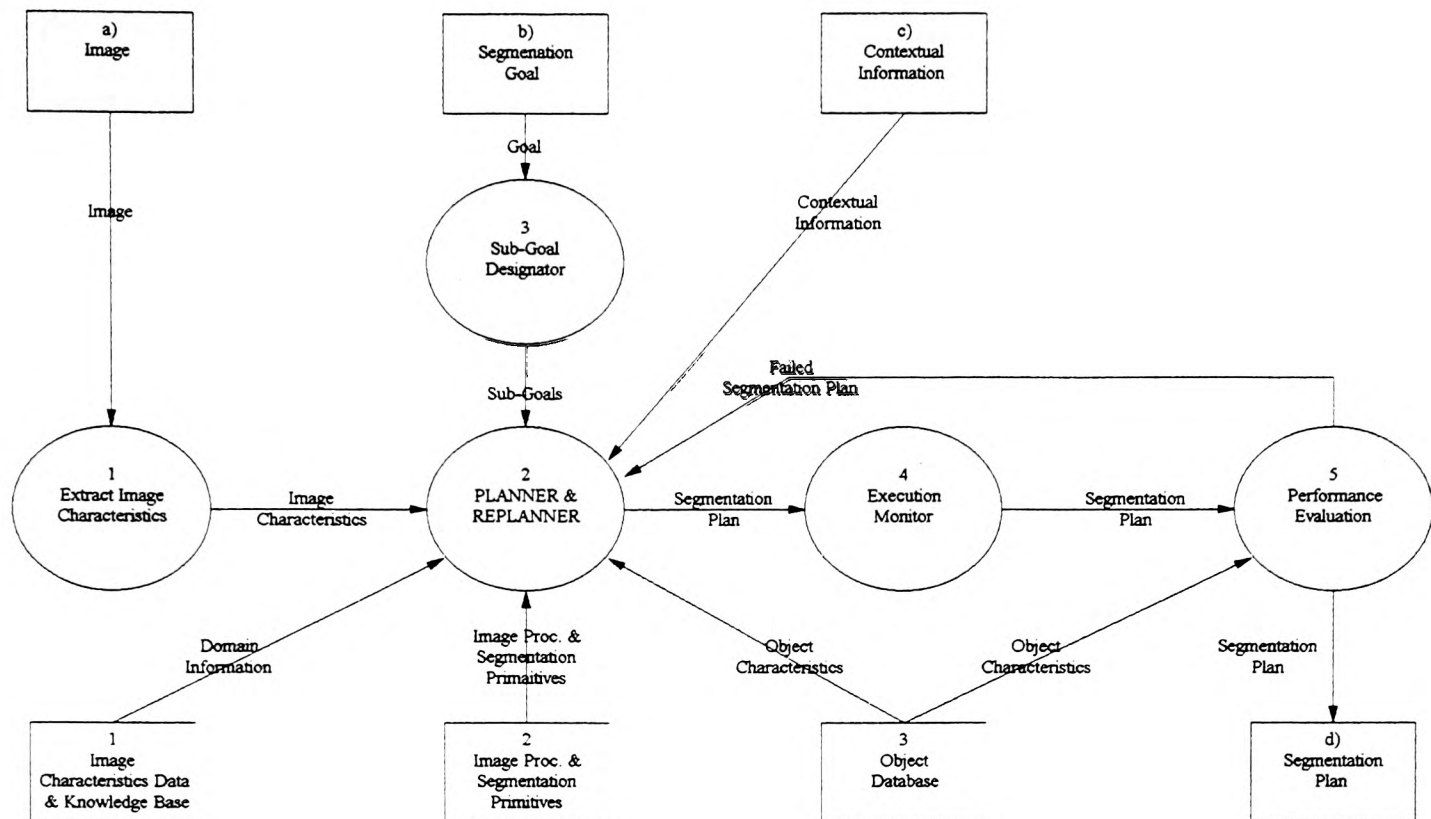 a)
Image
b)
Segmenation
Goal
c)
Contextual
Information
Goal
Image
Contextual
Information
3
Sub-Goal
Designator
Failed
Segmentation Plan
Sub-Goals
1
Extract Image
Characteristics
Image
Characteristics
2
PLANNER &
REPLANNER
Segmentation
Plan
4
Execution
Monitor
Segmentation
Plan
5
Performance
Evaluation
Domain
Information
Image Proc. &
Segmentation
Primaitives
Object
Characteristics
Object
Characteristics
Segmentation
Plan
1
Image
Characteristics Data
& Knowledge Base
2
Image Proc. &
Segmentation
Primitives
3
Object
Database
d)
Segmentation
Plan